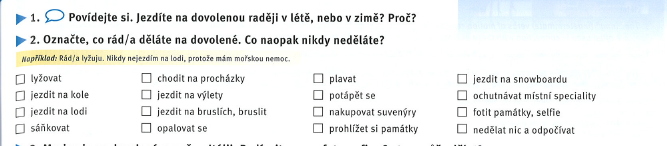 1. Povídejte si. Jezdíte na dovolenou raději v létě, nebo v zimě? Proč?
2. Označte, co rád/a děláte na dovolené. Co naopak nikdy neděláte?
Například: Rád/a lyžuju. Nikdy nejezdím na lodi, protože mám mořskou nemoc.
lyžovat
jezdit na kole
jezdit na lodi
sáňkovat
chodit na procházky
jezdit na výlety
jezdit na bruslích, bruslit
opalovat se
plavat
potápět se
nakupovat suvenýry
prohlížet si památky
jezdit na snowboardu
ochutnávat místní speciality
fotit památky, selfie
nedělat nic a odpočívat